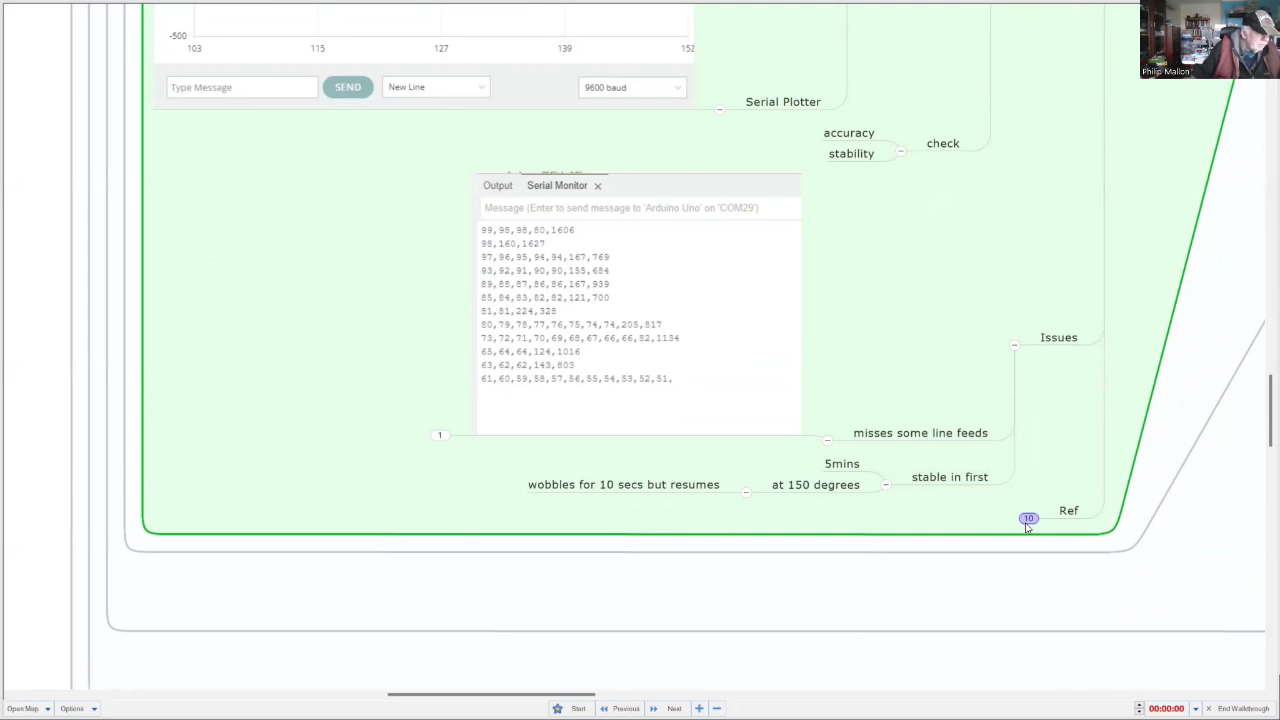 -500
103 115 127 139 152
Type Message SEND New Line 9600 baud
Serial Plotter
accuracy
stability
check
Output Serial Monitor
Message (Enter to send message to 'Arduino Uno' on 'COM29')
99,98,98,80,1606
98,160,1627
97,96,95,94,94,167,769
93,92,91,90,90,155,684
89,88,87,86,86,167,939
85,84,83,82,82,121,700
81,81,224,328
80,79,78,77,76,75,74,74,205,817
73,72,71,70,69,68,67,66,66,82,1134
65,64,64,124,1016
63,62,62,143,803
61,60,59,58,57,56,55,54,53,52,51,
Issues
1
misses some line feeds
5mins
stable in first
wobbles for 10 secs but resumes
at 150 degrees
Ref
10
Philip Mallon
Open Map Options Start Previous Next 00:00:00 End Walkthrough